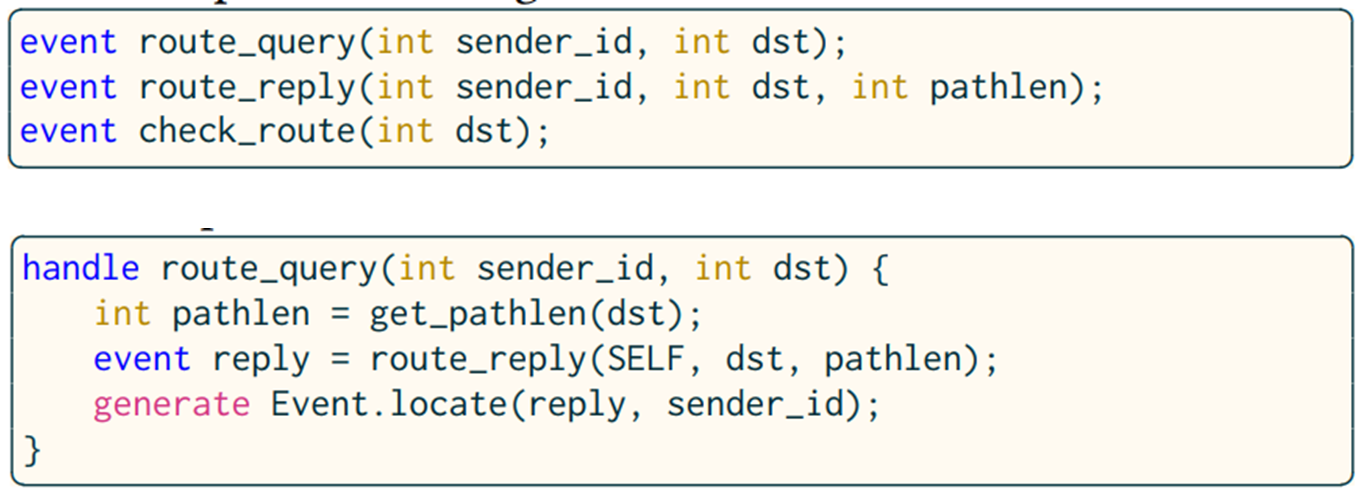 event route_query(int sender_id, int dst);
event route_reply(int sender_id, int dst, int pathlen);
event check_route(int dst);
handle route_query(int sender_id, int dst) {
    int pathlen = get_pathlen(dst);
    event reply = route_reply(SELF, dst, pathlen);
    generate Event.locate(reply, sender_id);
}